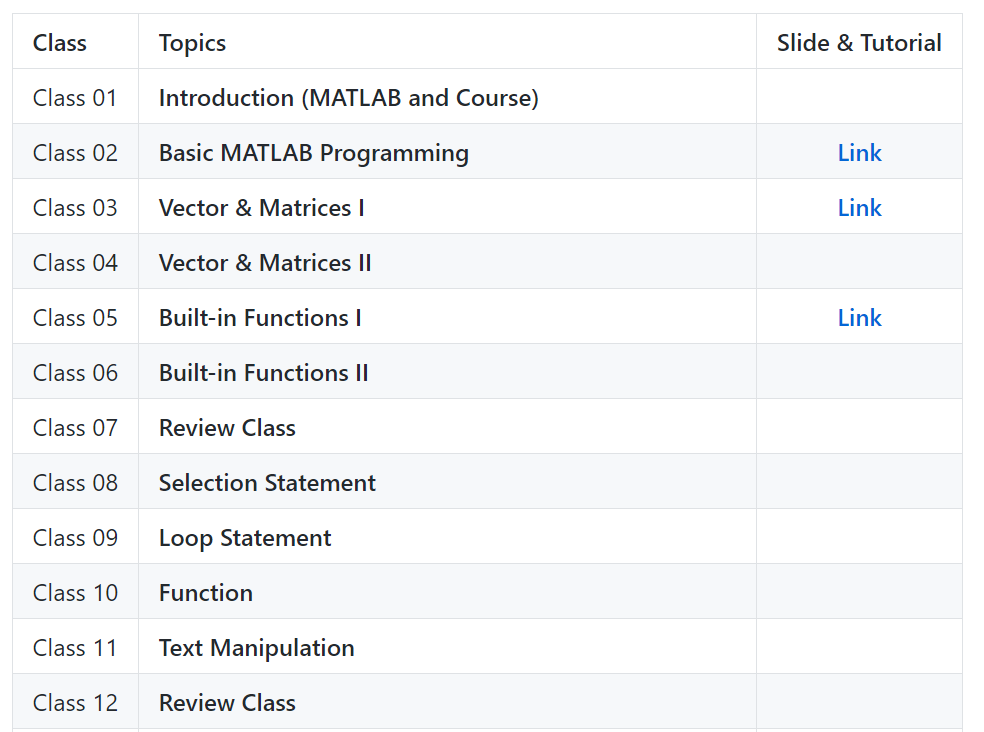 Class Topics Slide & Tutorial
Class 01 Introduction (MATLAB and Course)
Class 02 Basic MATLAB Programming Link
Class 03 Vector & Matrices I Link
Class 04 Vector & Matrices II
Class 05 Built-in Functions I Link
Class 06 Built-in Functions II
Class 07 Review Class
Class 08 Selection Statement
Class 09 Loop Statement
Class 10 Function
Class 11 Text Manipulation
Class 12 Review Class